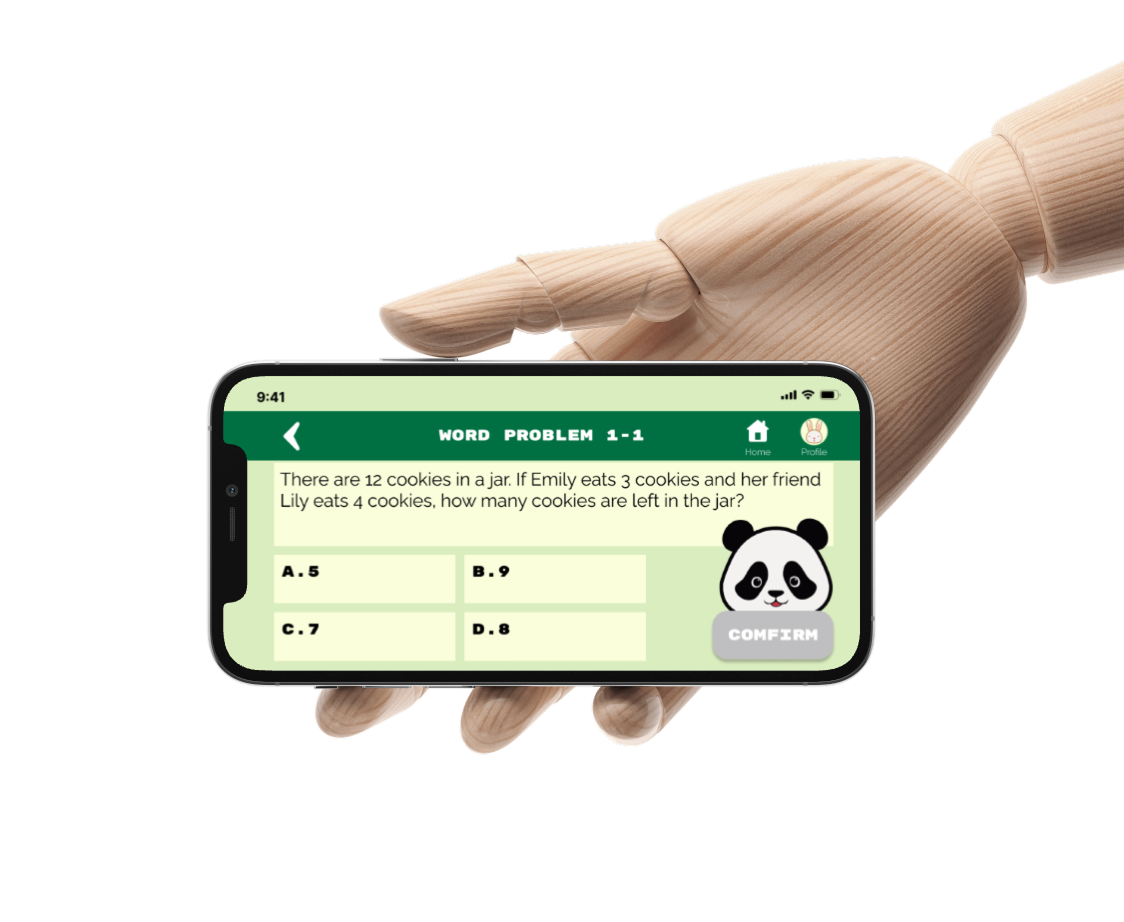 9:41
WORD PROBLEM 1-1
Home
Profile
There are 12 cookies in a jar. If Emily eats 3 cookies and her friend
Lily eats 4 cookies, how many cookies are left in the jar?
A.5
B.9
C.7
D.8
COMFIRM